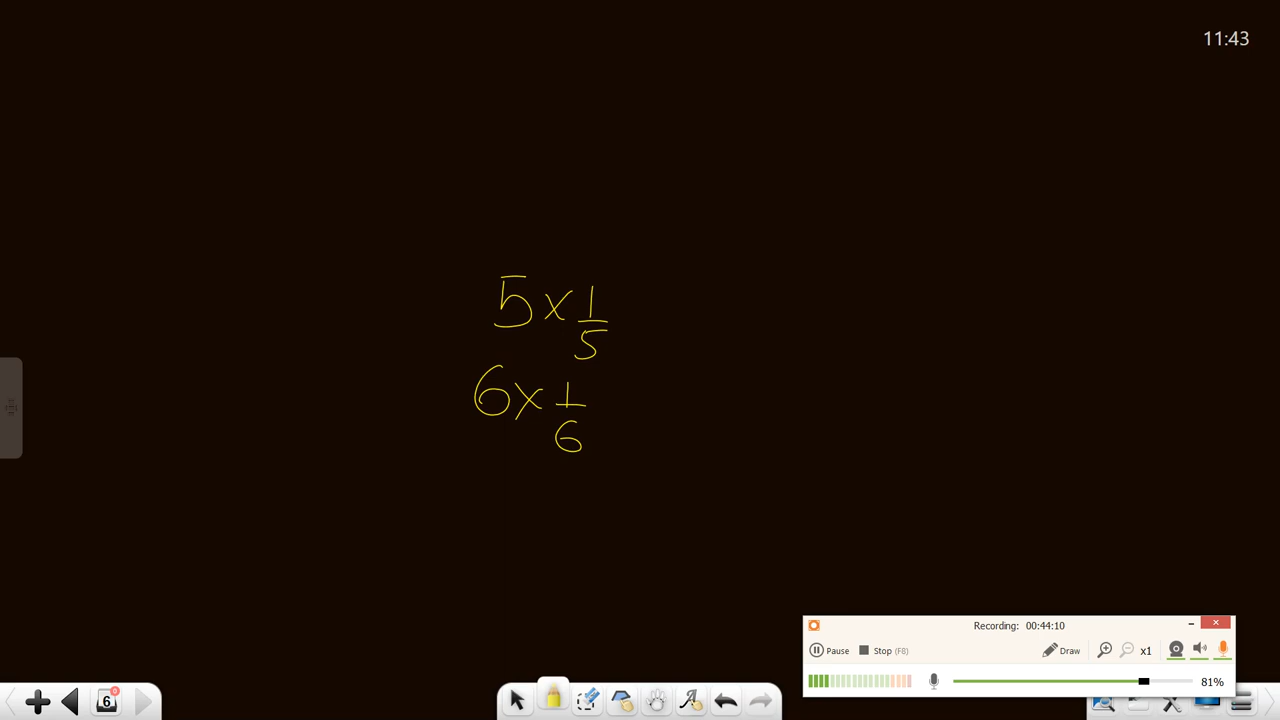 11:43
5 × 1/5
6 × 1/6
Recording: 00:44:10
Pause Stop (F8) Draw x1
81%
6